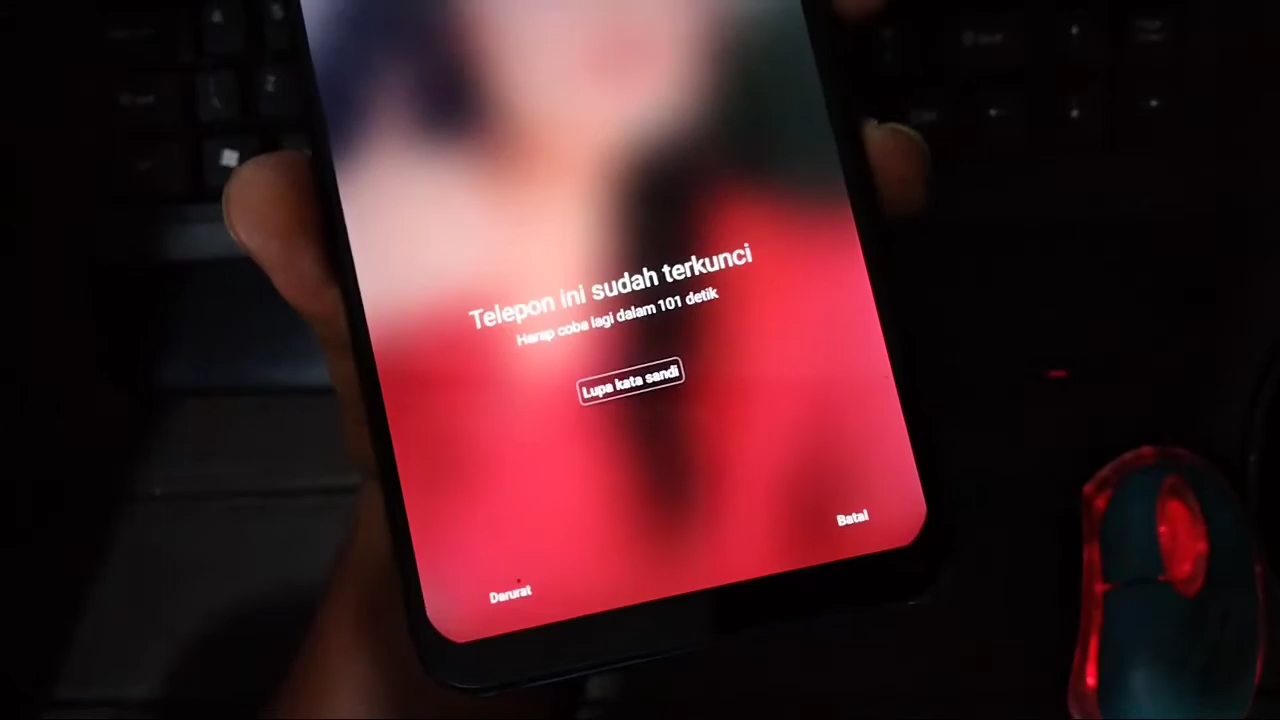 A
S
Z
Telepon ini sudah terkunci
Harap coba lagi dalam 101 detik
Lupa kata sandi
Batal
Darurat